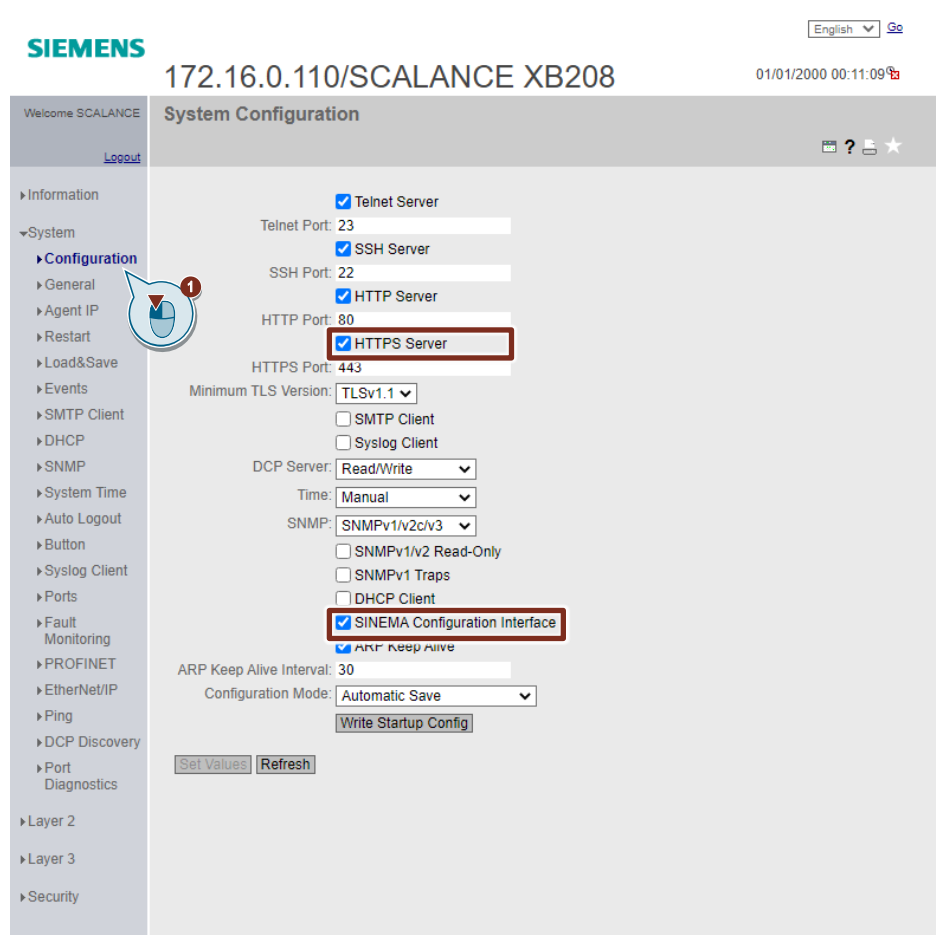 English Go
SIEMENS
172.16.0.110/SCALANCE XB208
01/01/2000 00:11:09
Welcome SCALANCE
Logout
System Configuration
?
Information
System
Configuration
General
Agent IP
Restart
Load&Save
Events
SMTP Client
DHCP
SNMP
System Time
Auto Logout
Button
Syslog Client
Ports
Fault
Monitoring
PROFINET
EtherNet/IP
Ping
DCP Discovery
Port
Diagnostics
Layer 2
Layer 3
Security
1
Telnet Server
Telnet Port: 23
SSH Server
SSH Port: 22
HTTP Server
HTTP Port: 80
HTTPS Server
HTTPS Port: 443
Minimum TLS Version: TLSv1.1
SMTP Client
Syslog Client
DCP Server: Read/Write
Time: Manual
SNMP: SNMPv1/v2c/v3
SNMPv1/v2 Read-Only
SNMPv1 Traps
DHCP Client
SINEMA Configuration Interface
ARP Keep Alive
ARP Keep Alive Interval: 30
Configuration Mode: Automatic Save
Write Startup Config
Set Values Refresh